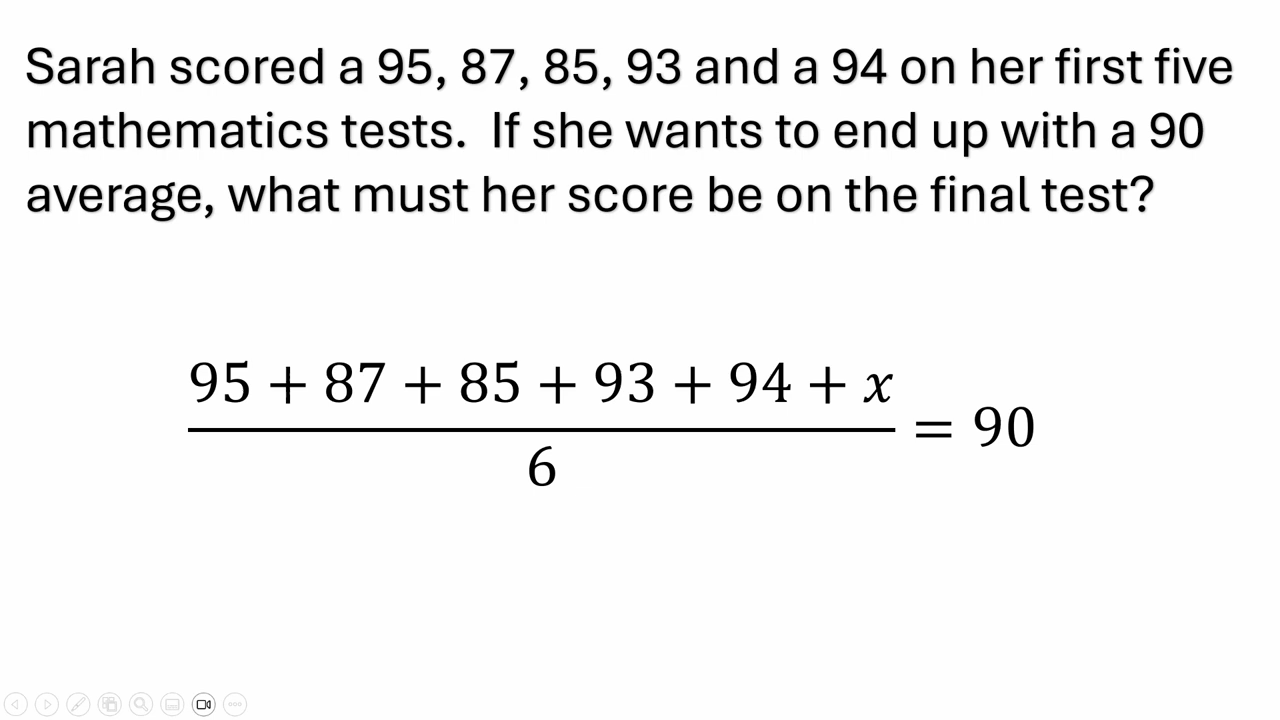 Sarah scored a 95, 87, 85, 93 and a 94 on her first five
mathematics tests.  If she wants to end up with a 90
average, what must her score be on the final test?
95 + 87 + 85 + 93 + 94 + x
= 90
6